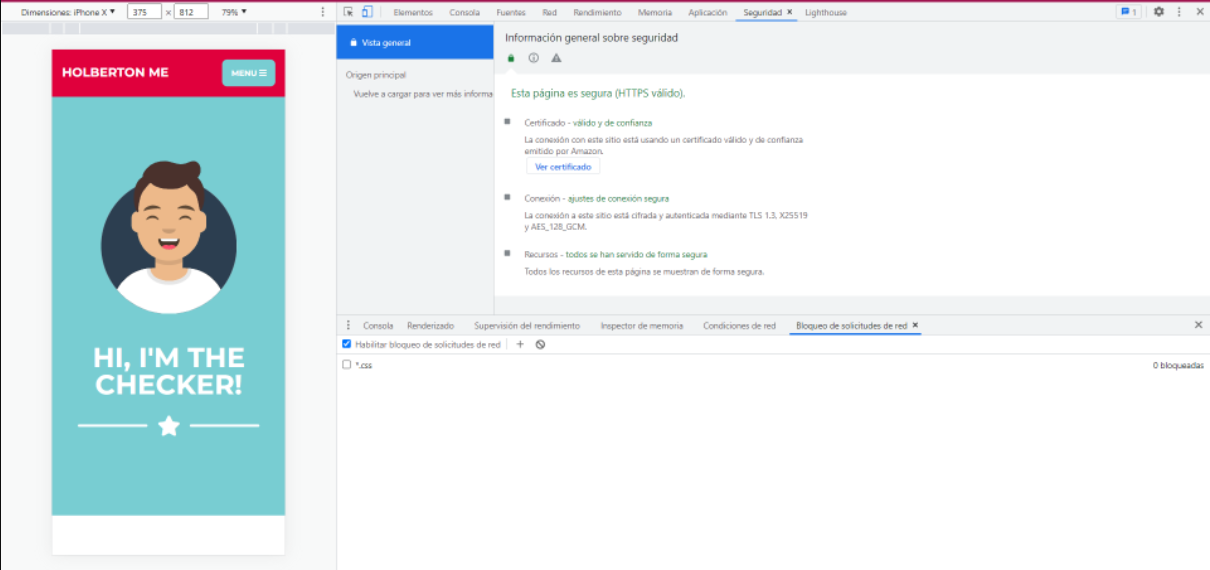 Dimensiones: iPhone X ▼ 375 × 812 79% ▼
Elementos Consola Fuentes Red Rendimiento Memoria Aplicación Seguridad × Lighthouse 1
HOLBERTON ME
MENU
HI, I'M THE
CHECKER!
Vista general
Origen principal
Vuelve a cargar para ver más informa
Información general sobre seguridad
Esta página es segura (HTTPS válido).
Certificado - válido y de confianza
La conexión con este sitio está usando un certificado válido y de confianza
emitido por Amazon.
Ver certificado
Conexión - ajustes de conexión segura
La conexión a este sitio está cifrada y autenticada mediante TLS 1.3, X25519
y AES_128_GCM.
Recursos - todos se han servido de forma segura
Todos los recursos de esta página se muestran de forma segura.
Consola Renderizado Supervisión del rendimiento Inspector de memoria Condiciones de red Bloqueo de solicitudes de red ×
Habilitar bloqueo de solicitudes de red
*.css 0 bloqueadas